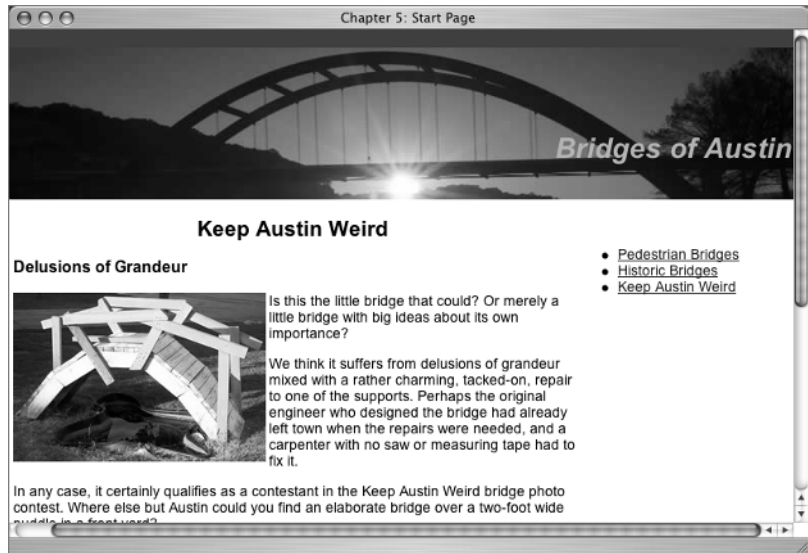 Chapter 5: Start Page
Bridges of Austin
Keep Austin Weird
Delusions of Grandeur
Is this the little bridge that could? Or merely a
little bridge with big ideas about its own
importance?
We think it suffers from delusions of grandeur
mixed with a rather charming, tacked-on, repair
to one of the supports. Perhaps the original
engineer who designed the bridge had already
left town when the repairs were needed, and a
carpenter with no saw or measuring tape had to
fix it.
In any case, it certainly qualifies as a contestant in the Keep Austin Weird bridge photo
contest. Where else but Austin could you find an elaborate bridge over a two-foot wide
puddle in a front yard?
Pedestrian Bridges
Historic Bridges
Keep Austin Weird